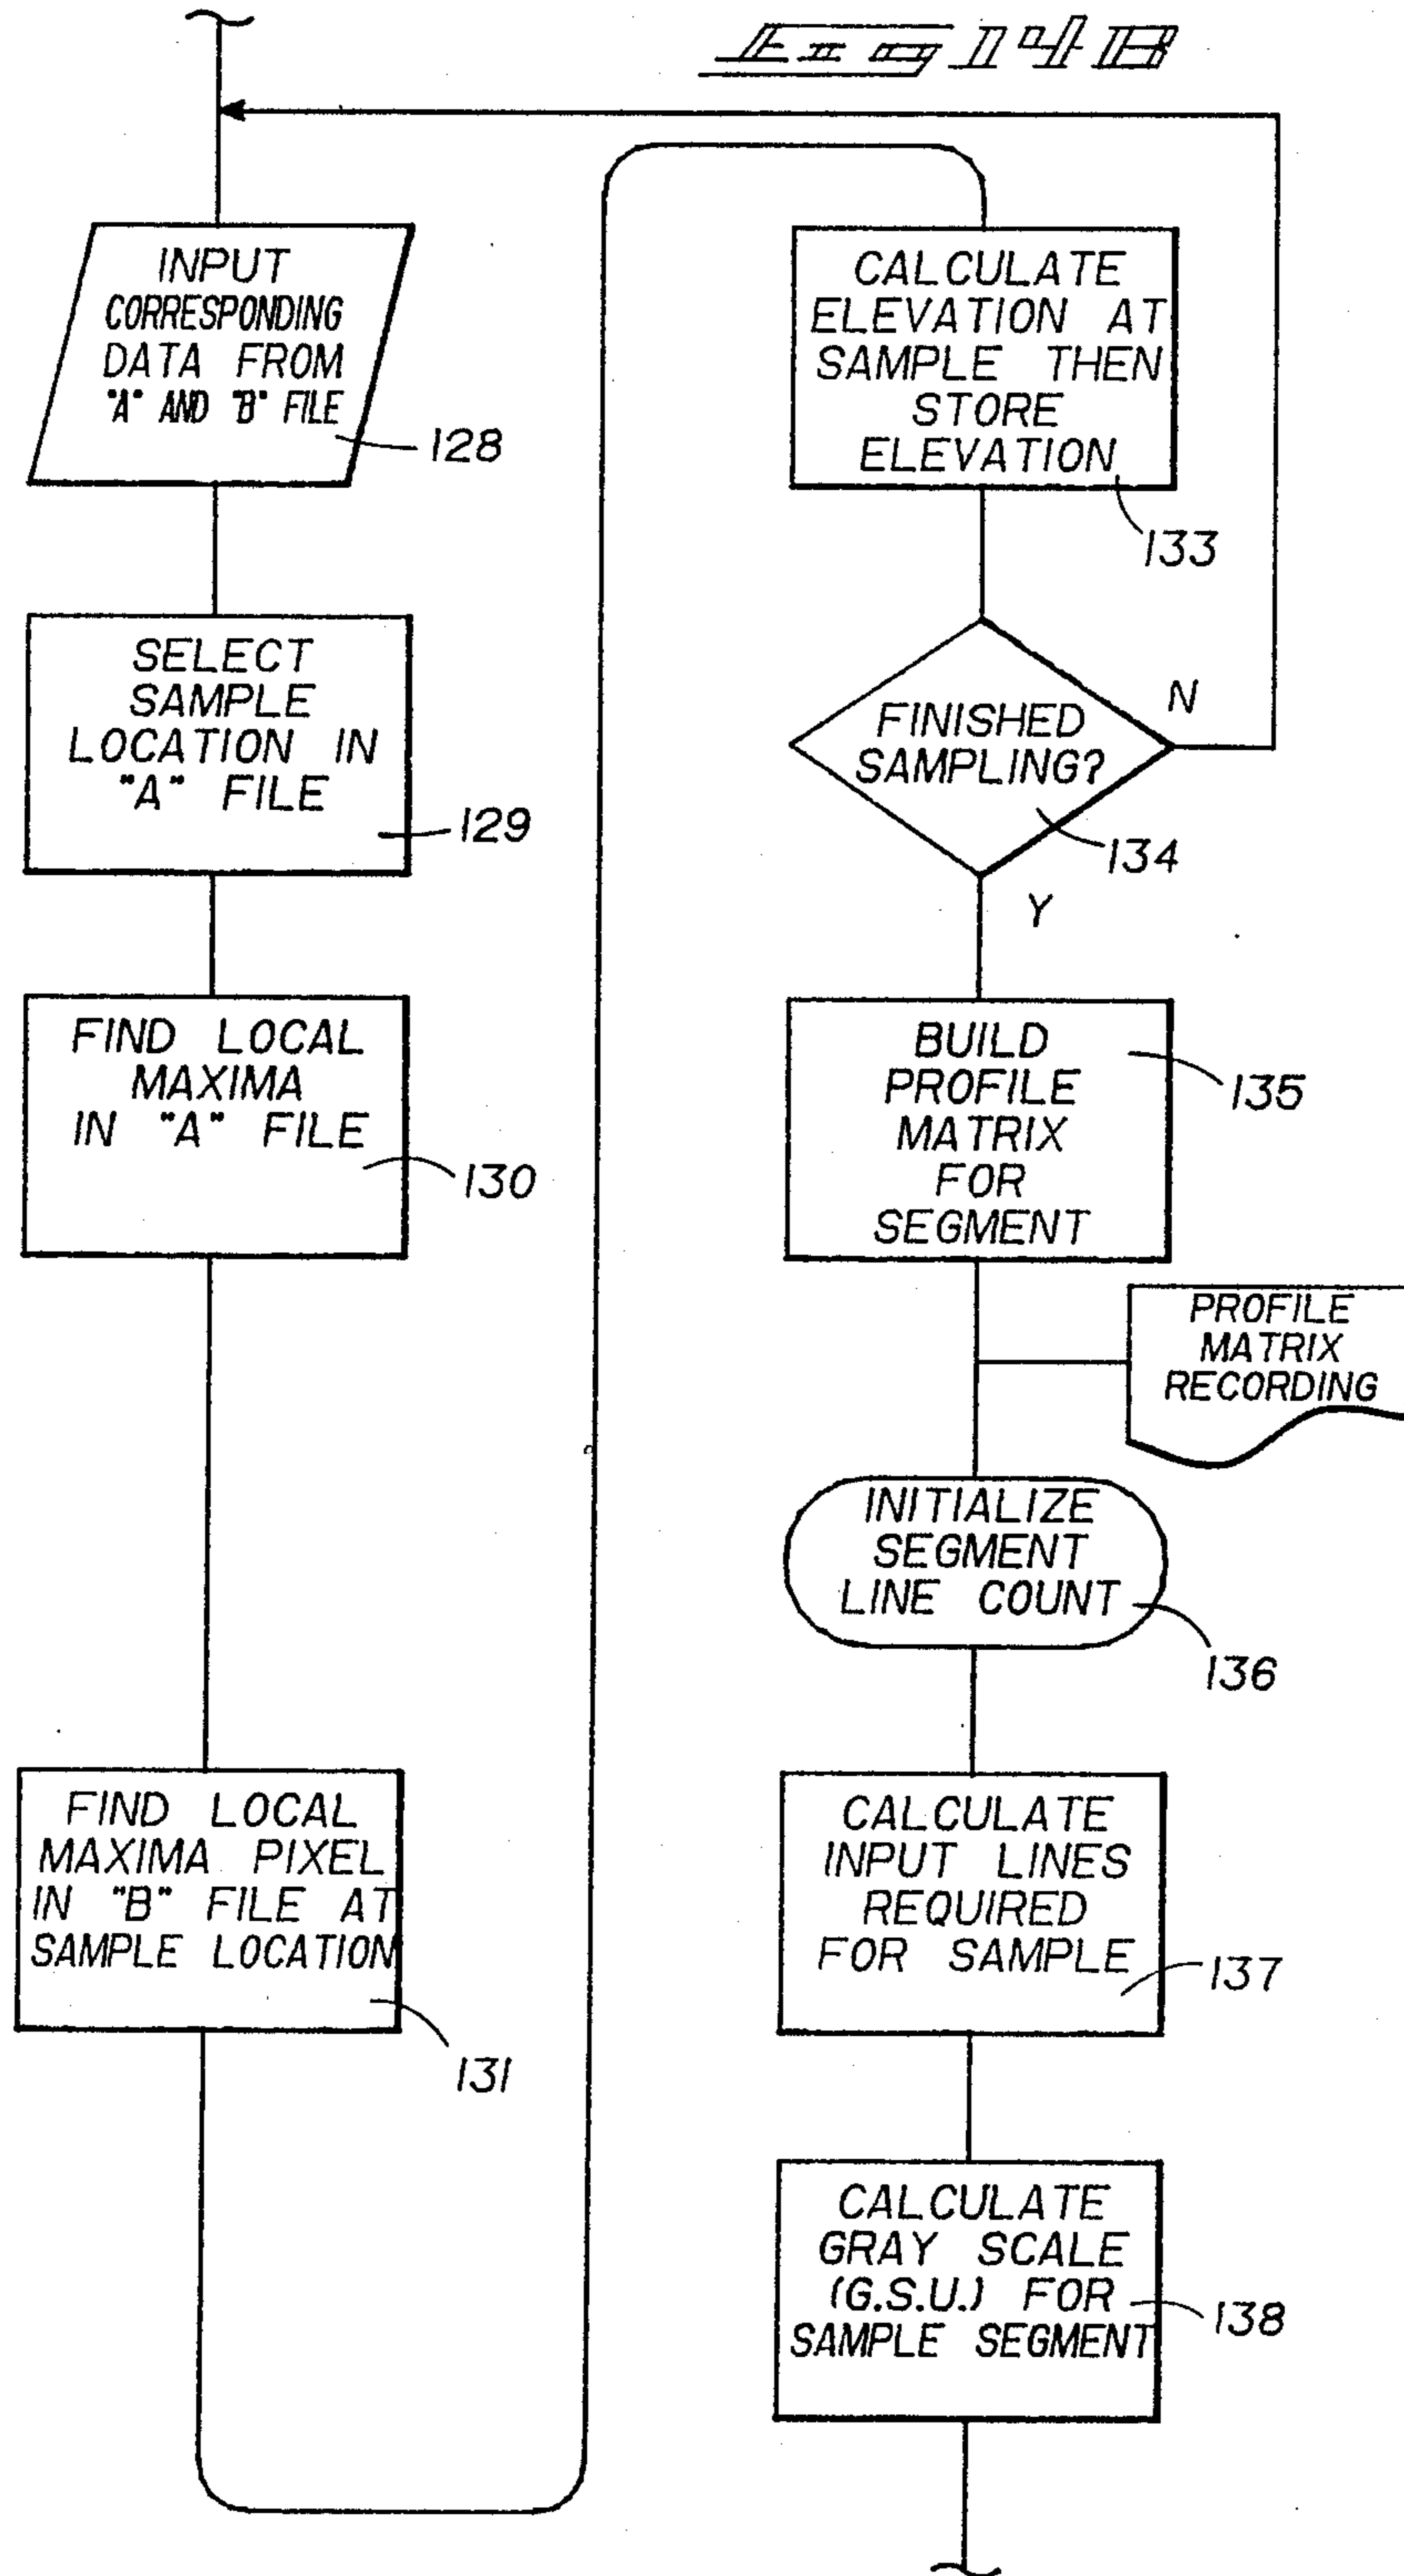 Fig 14B
INPUT
CORRESPONDING
DATA FROM
"A" AND "B" FILE
128
SELECT
SAMPLE
LOCATION IN
"A" FILE
129
FIND LOCAL
MAXIMA
IN "A" FILE
130
FIND LOCAL
MAXIMA PIXEL
IN "B" FILE AT
SAMPLE LOCATION
131
CALCULATE
ELEVATION AT
SAMPLE THEN
STORE
ELEVATION
133
FINISHED
SAMPLING?
N
134
Y
BUILD
PROFILE
MATRIX
FOR
SEGMENT
135
PROFILE
MATRIX
RECORDING
INITIALIZE
SEGMENT
LINE COUNT
136
CALCULATE
INPUT LINES
REQUIRED
FOR SAMPLE
137
CALCULATE
GRAY SCALE
(G.S.U.) FOR
SAMPLE SEGMENT
138